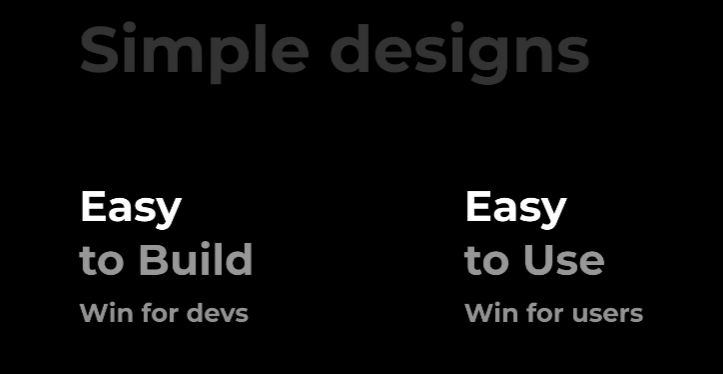 Simple designs
Easy
to Build
Win for devs
Easy
to Use
Win for users